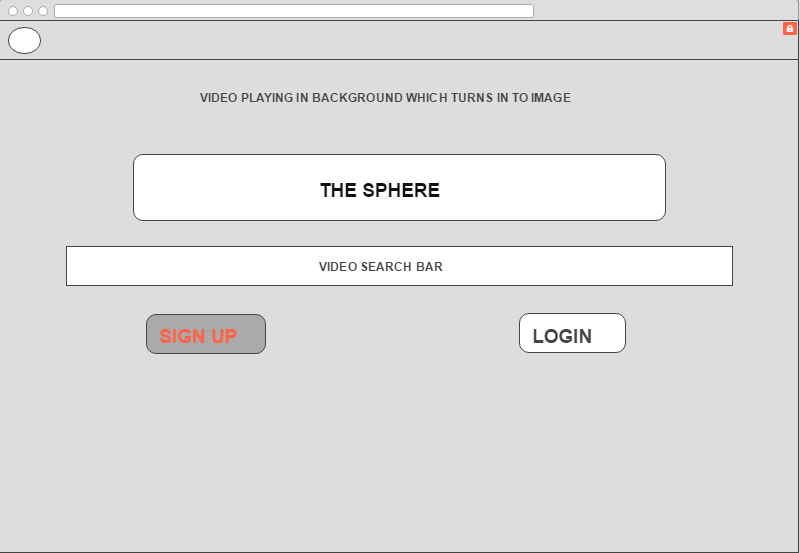 VIDEO PLAYING IN BACKGROUND WHICH TURNS IN TO IMAGE
THE SPHERE
VIDEO SEARCH BAR
SIGN UP
LOGIN